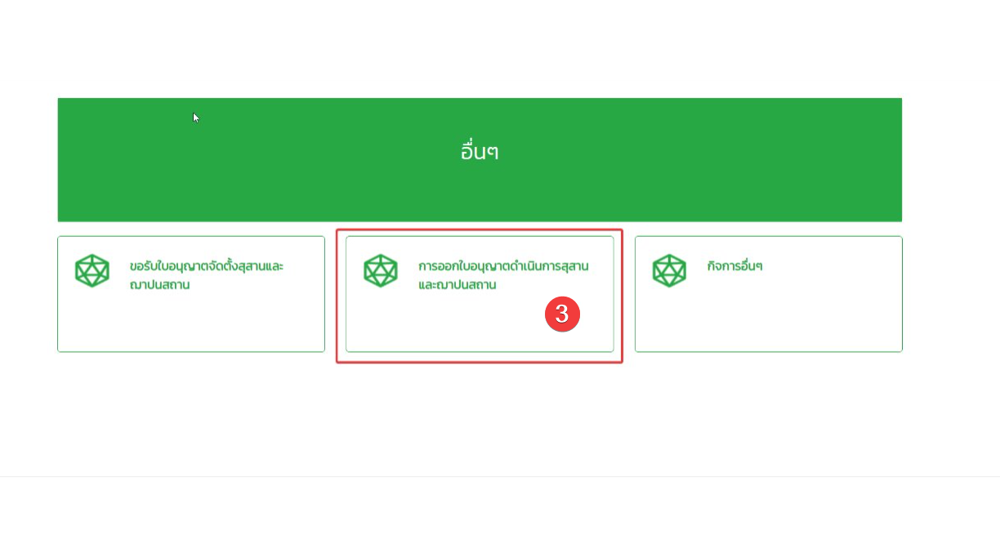 อื่นๆ
ขอรับใบอนุญาตจัดตั้งสุสานและ
ฌาปนสถาน
การออกใบอนุญาตดำเนินการสุสาน
และฌาปนสถาน
3
กิจการอื่นๆ